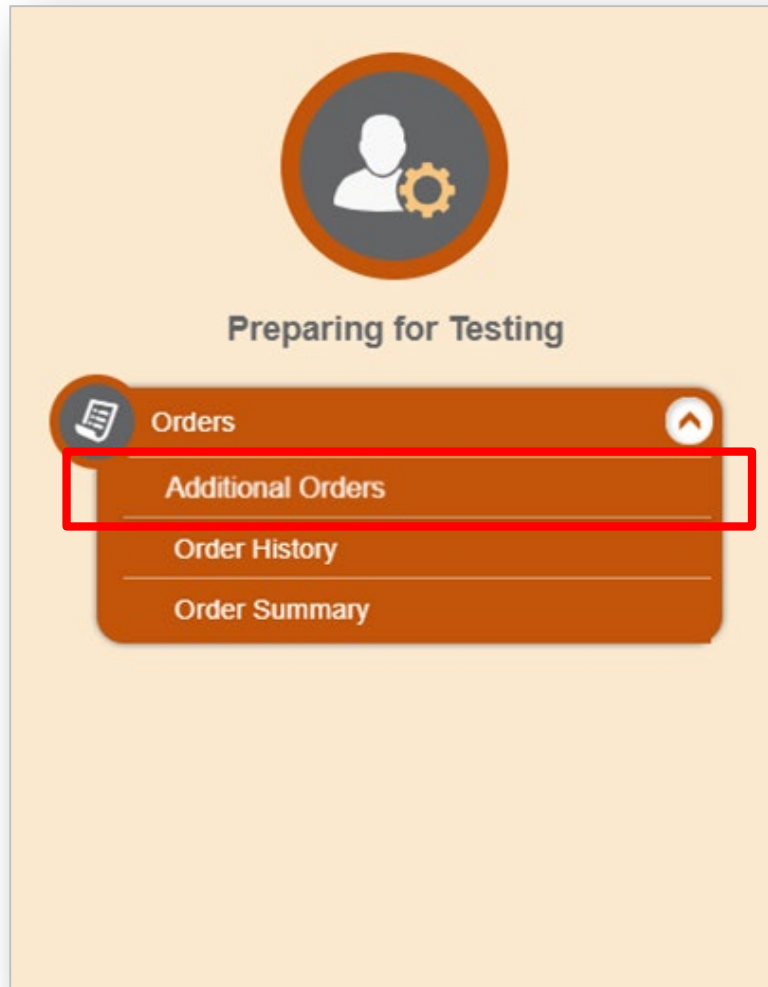 Preparing for Testing
Orders
Additional Orders
Order History
Order Summary